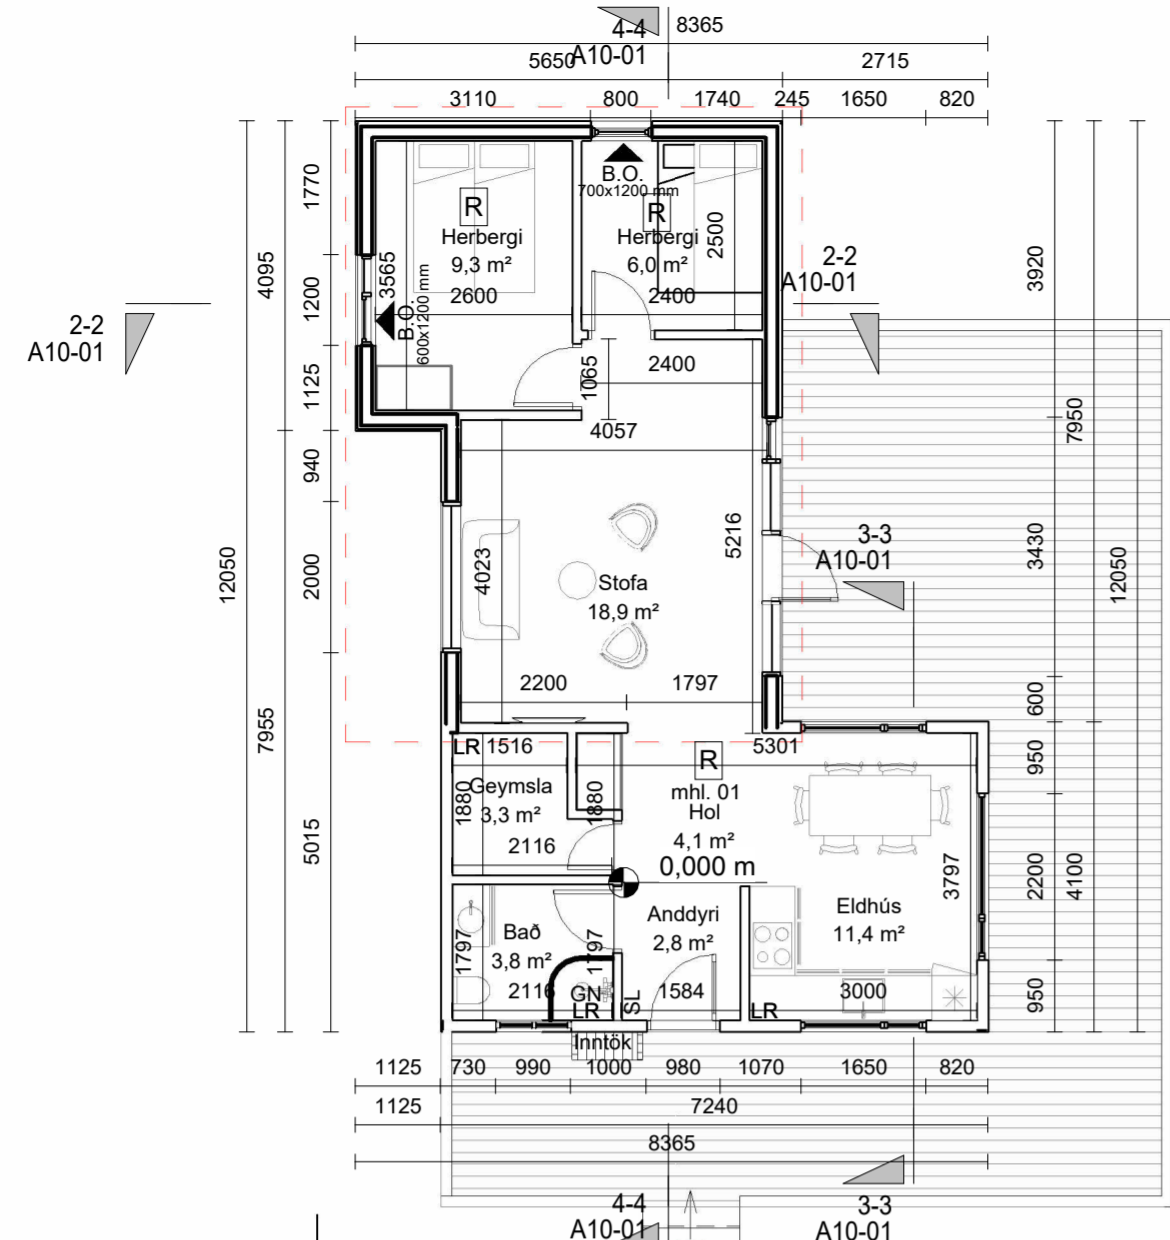 4-4
A10-01
8365
5650
2715
3110
800
1740
245
1650
820
B.O.
700x1200 mm
R
R
Herbergi
9,3 m²
2600
Herbergi
6,0 m²
2400
2500
3565
B.O.
600x1200 mm
1770
1200
1125
4095
2-2
A10-01
2-2
A10-01
3920
7950
1065
2400
4057
940
2000
12050
4023
5216
Stofa
18,9 m²
3-3
A10-01
3430
12050
2200
1797
600
7955
5015
LR
1516
Geymsla
3,3 m²
1880
1880
2116
R
mhl. 01
Hol
4,1 m²
0,000 m
5301
950
2200
4100
3797
Eldhús
11,4 m²
Anddyri
2,8 m²
Bað
3,8 m²
1797
1797
2116
GN
LR
SL
1584
LR
3000
950
Inntök
1125
730
990
1000
980
1070
1650
820
1125
7240
8365
4-4
A10-01
3-3
A10-01